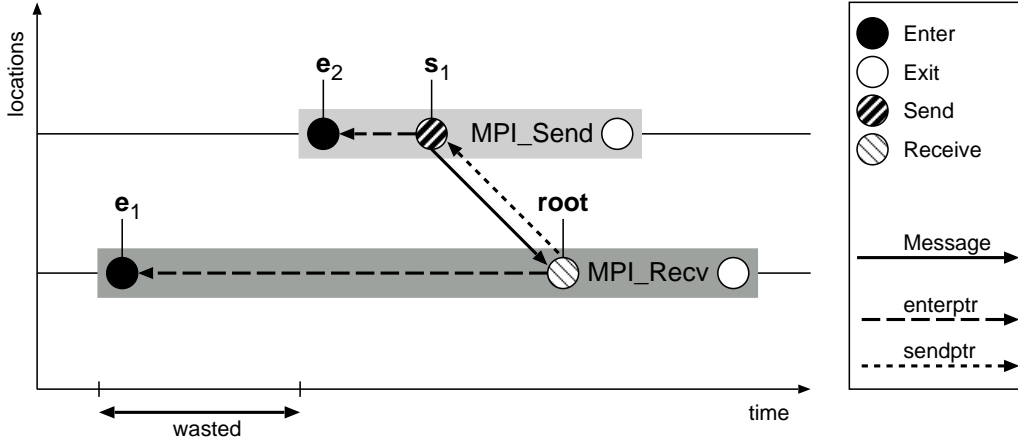 locations
e2
s1
MPI_Send
e1
root
MPI_Recv
wasted
time
Enter
Exit
Send
Receive
Message
enterptr
sendptr